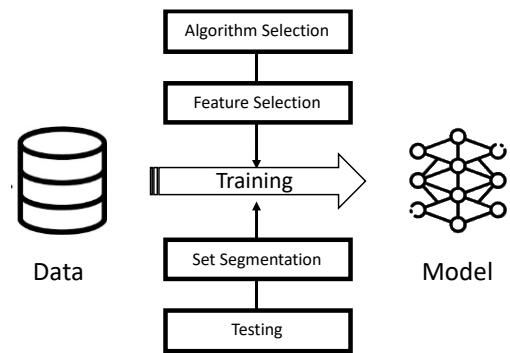 Algorithm Selection
Feature Selection
Training
Data
Model
Set Segmentation
Testing